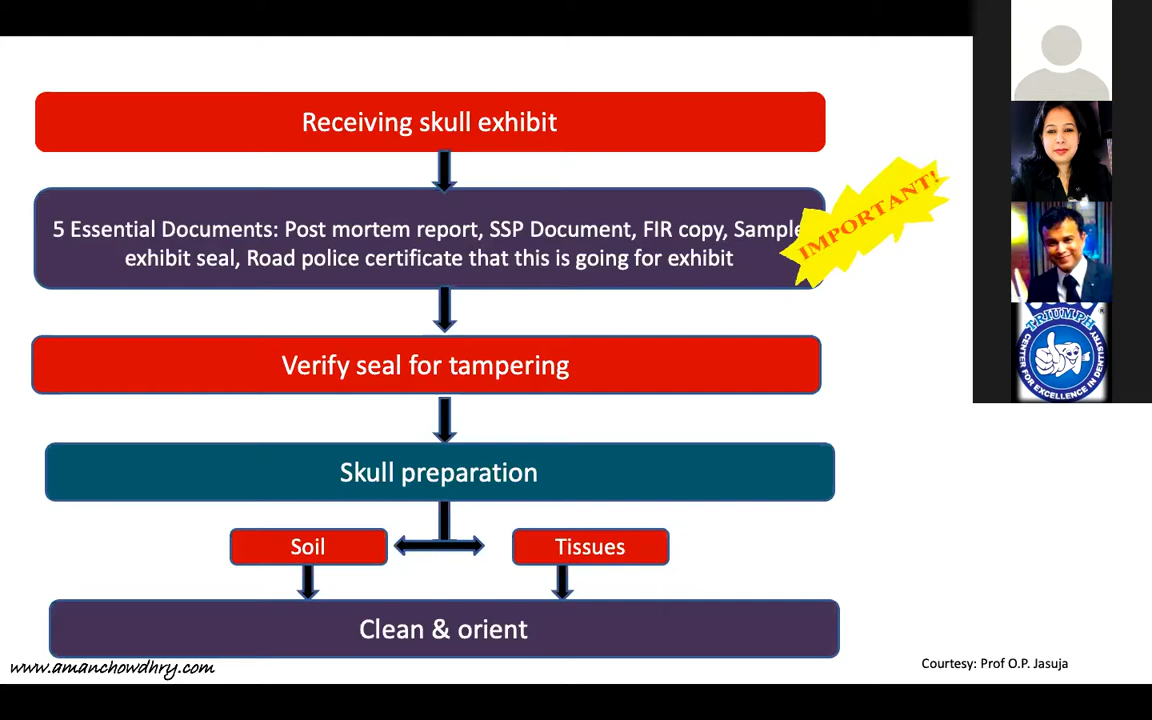 Receiving skull exhibit
5 Essential Documents: Post mortem report, SSP Document, FIR copy, Sample
exhibit seal, Road police certificate that this is going for exhibit
IMPORTANT!
Verify seal for tampering
Skull preparation
Soil
Tissues
Clean & orient
www.amanchowdhry.com
Courtesy: Prof O.P. Jasuja
TRIUMPH
CENTER FOR EXCELLENCE IN DENTISTRY
®